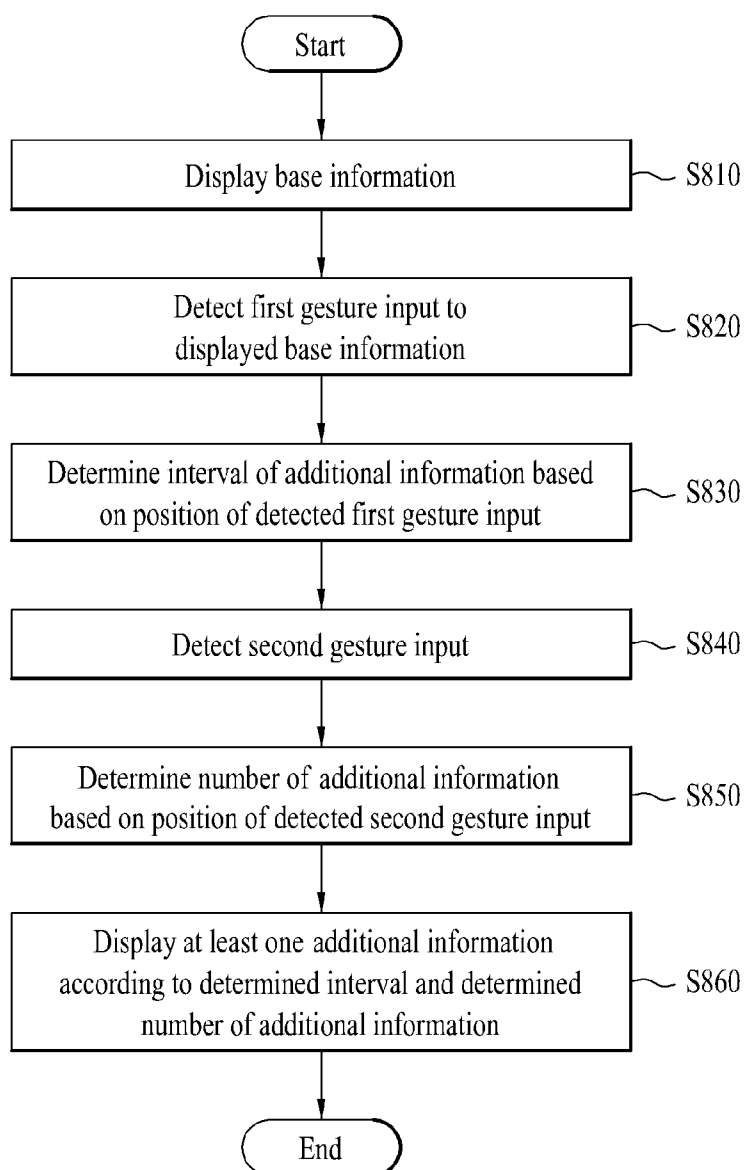 Start
Display base information
S810
Detect first gesture input to
displayed base information
S820
Determine interval of additional information based
on position of detected first gesture input
S830
Detect second gesture input
S840
Determine number of additional information
based on position of detected second gesture input
S850
Display at least one additional information
according to determined interval and determined
number of additional information
S860
End